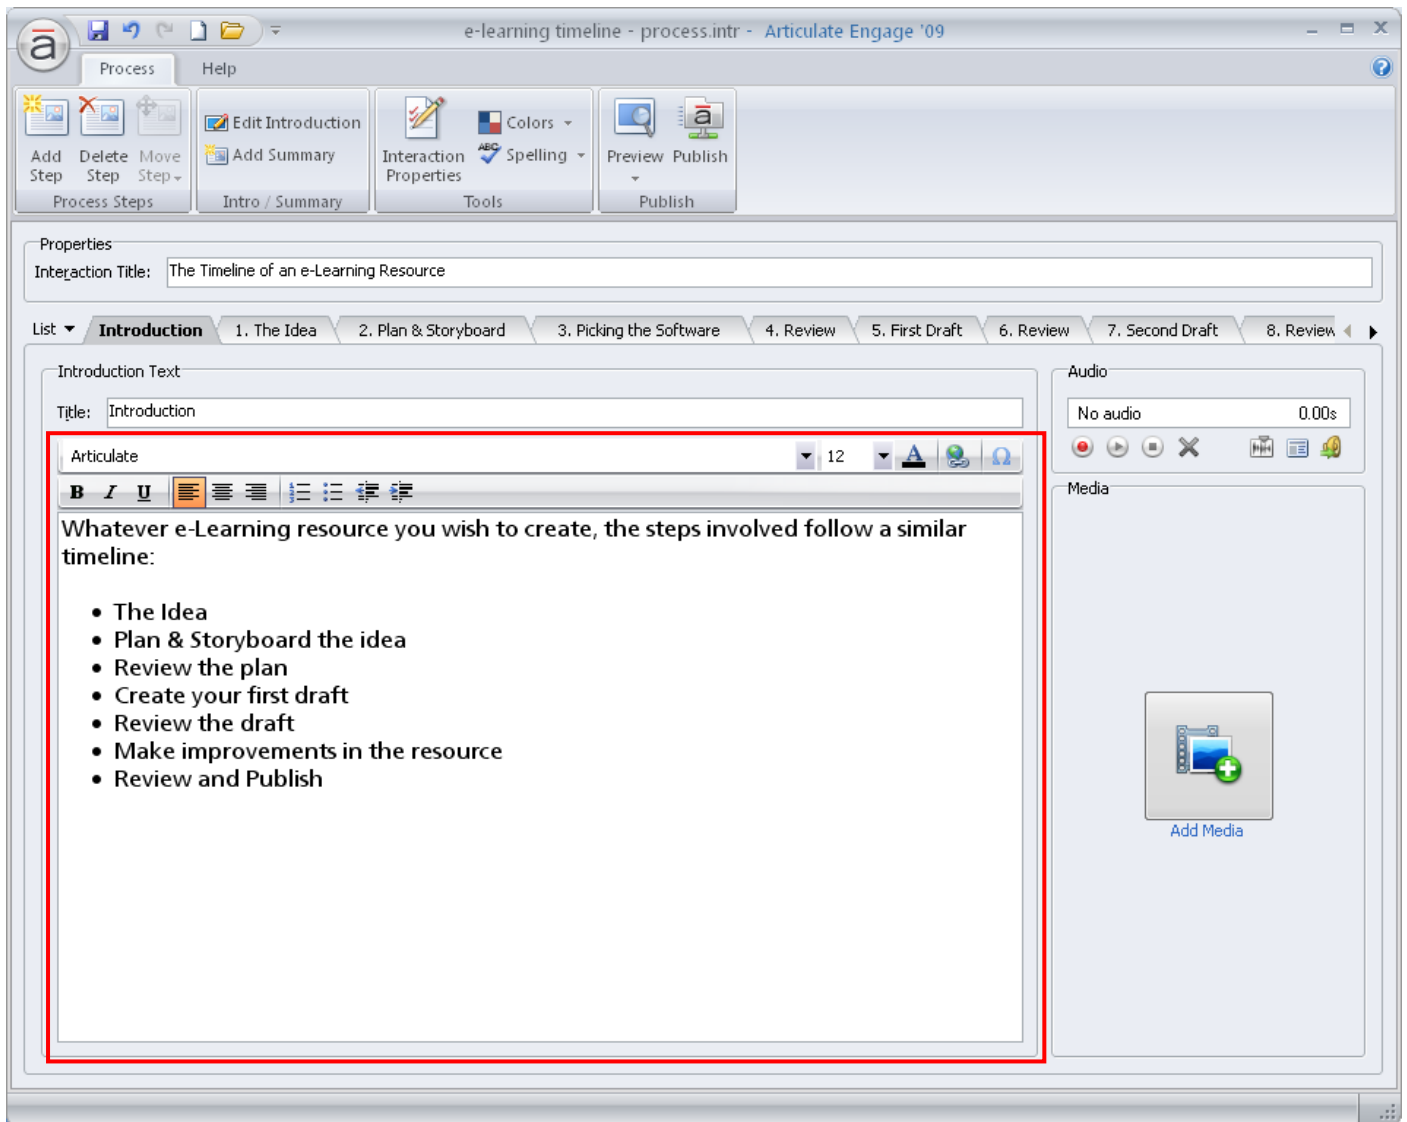 e-learning timeline - process.intr - Articulate Engage '09
Process Help
Add Step
Delete Step
Move Step
Process Steps
Edit Introduction
Add Summary
Intro / Summary
Interaction Properties
Colors
ABC Spelling
Tools
Preview
Publish
Publish
Properties
Interaction Title: The Timeline of an e-Learning Resource
List Introduction 1. The Idea 2. Plan & Storyboard 3. Picking the Software 4. Review 5. First Draft 6. Review 7. Second Draft 8. Review
Introduction Text
Title: Introduction
Articulate 12 A Ω
B I U
Whatever e-Learning resource you wish to create, the steps involved follow a similar
timeline:
• The Idea
• Plan & Storyboard the idea
• Review the plan
• Create your first draft
• Review the draft
• Make improvements in the resource
• Review and Publish
Audio
No audio 0.00s
Media
Add Media